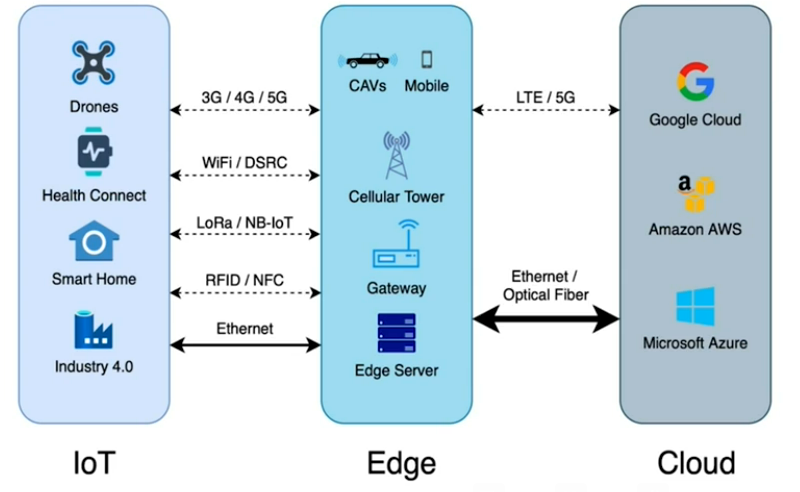 Drones
Health Connect
Smart Home
Industry 4.0
IoT
3G / 4G / 5G
WiFi / DSRC
LoRa / NB-IoT
RFID / NFC
Ethernet
CAVs Mobile
Cellular Tower
Gateway
Edge Server
Edge
LTE / 5G
Ethernet /
Optical Fiber
Google Cloud
a
Amazon AWS
Microsoft Azure
Cloud